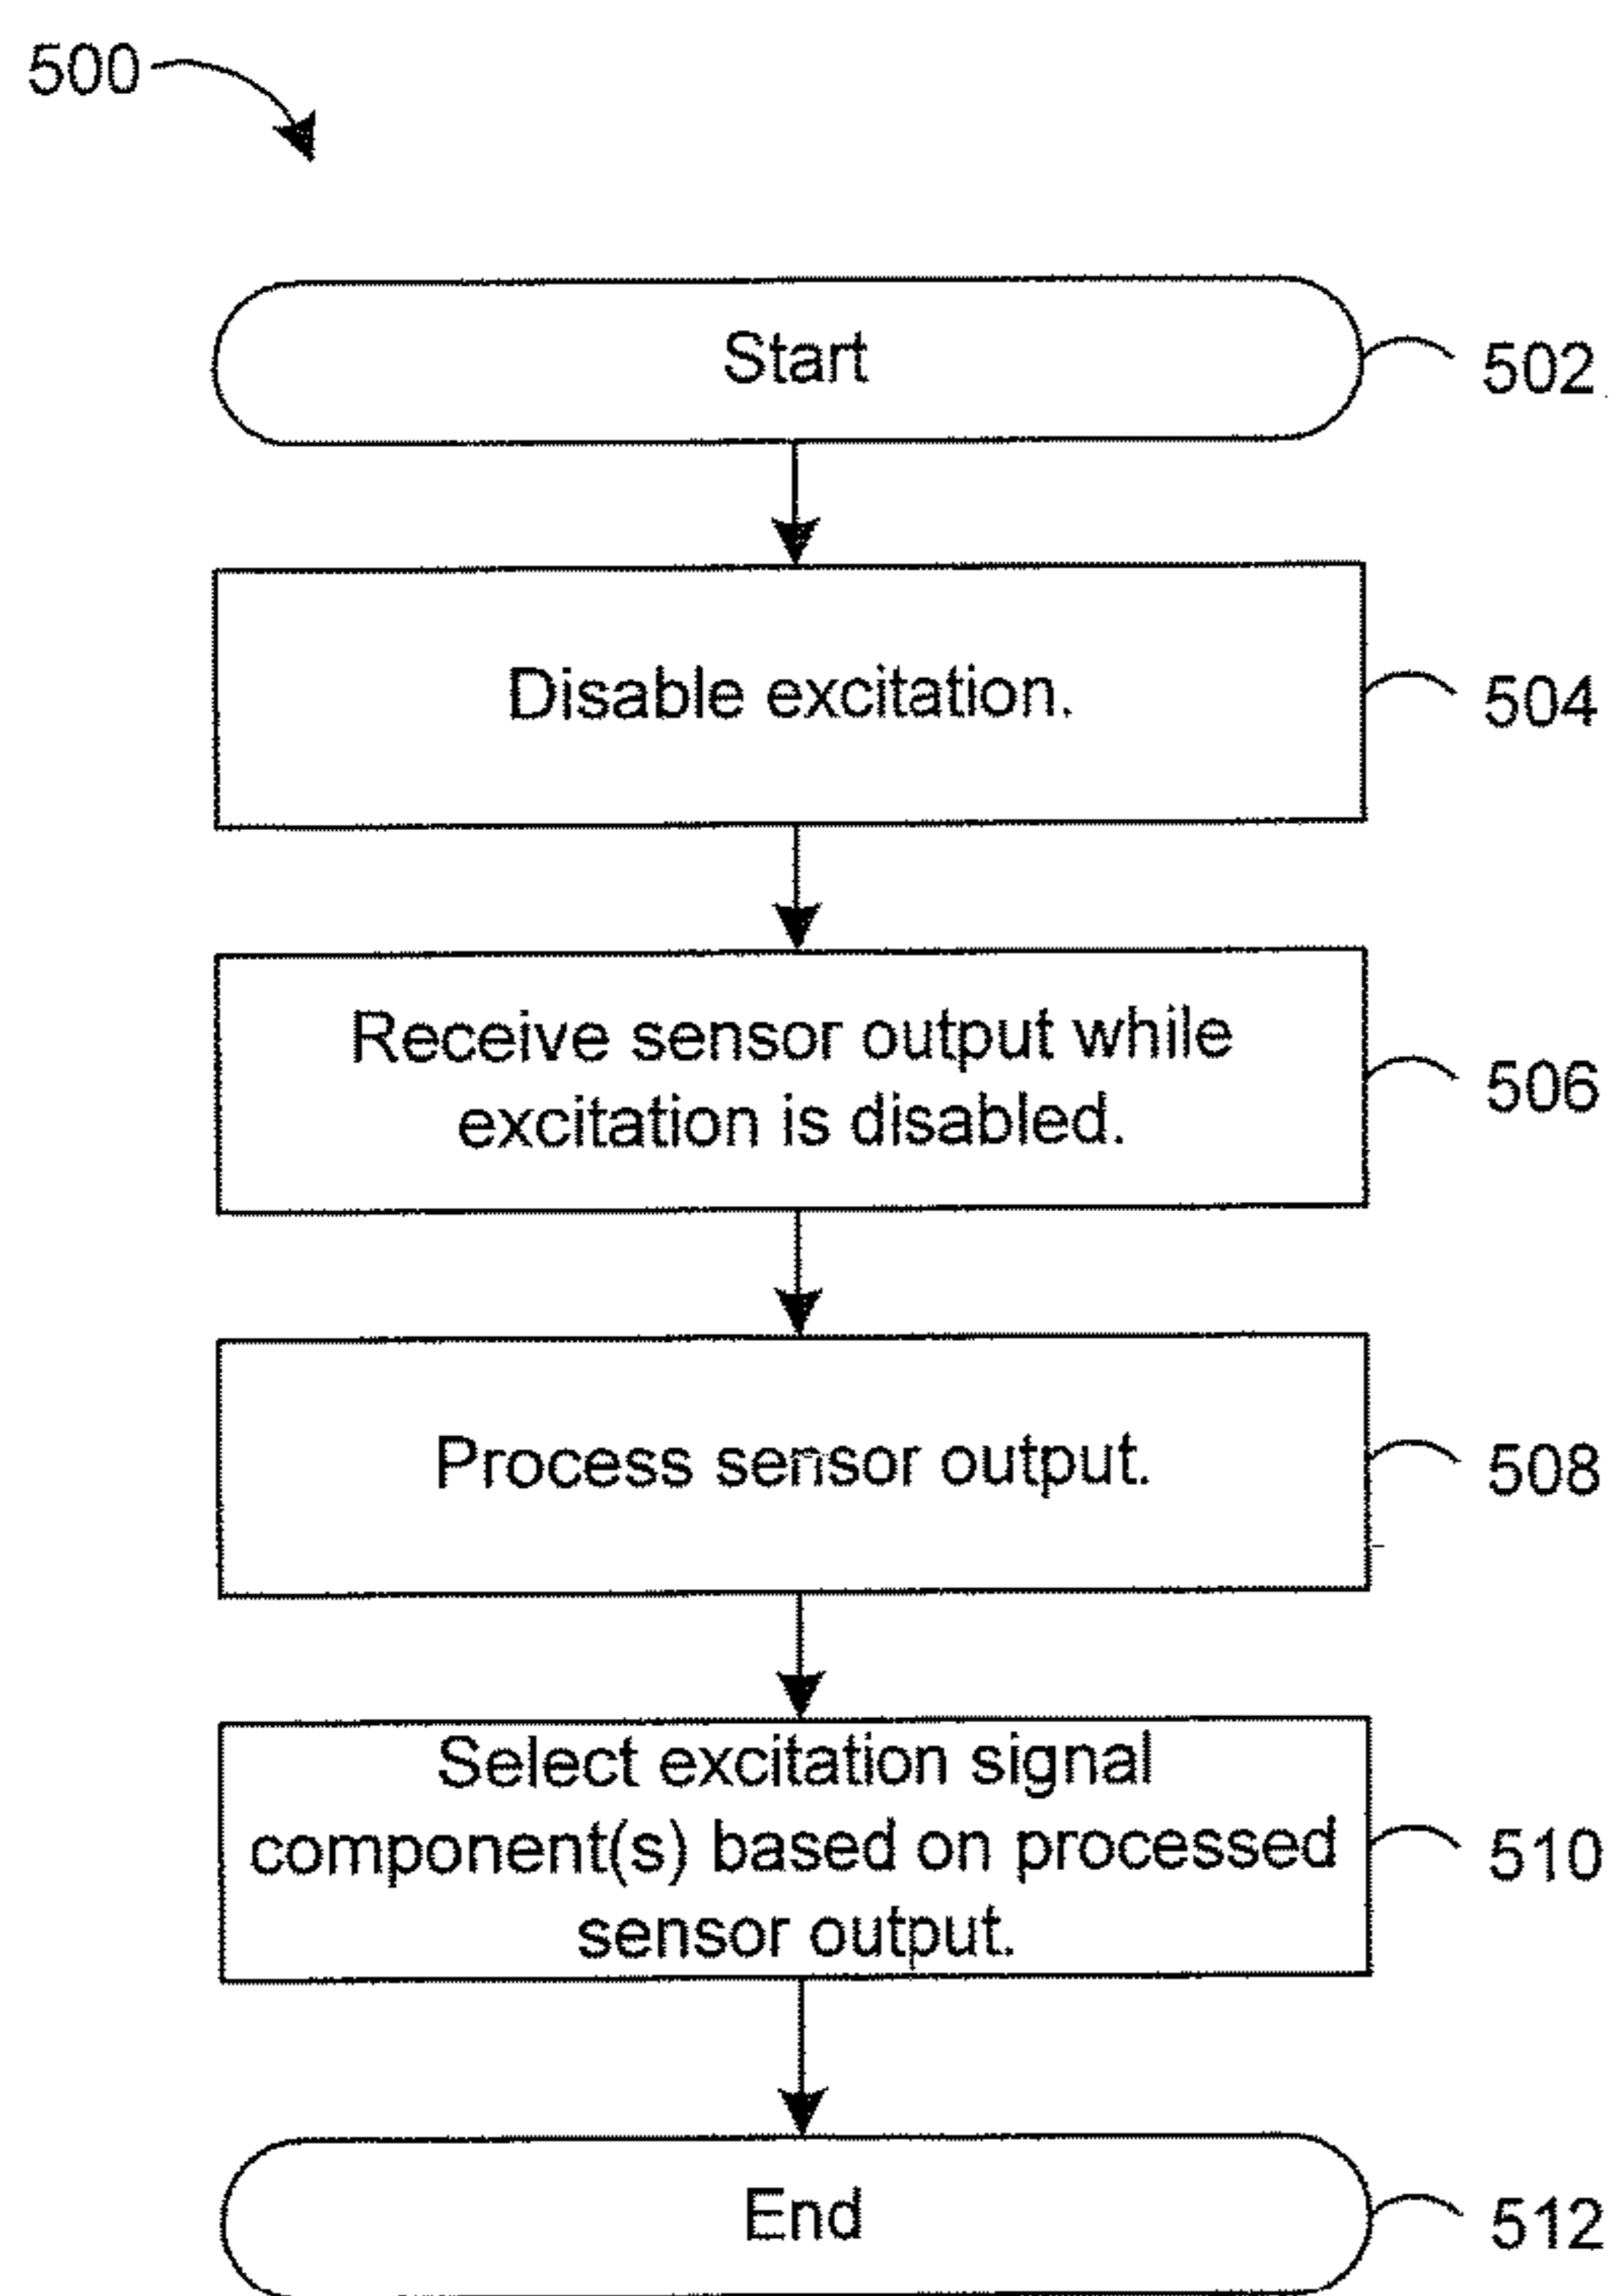 500
Start
502
Disable excitation.
504
Receive sensor output while
excitation is disabled.
506
Process sensor output.
508
Select excitation signal
component(s) based on processed
sensor output.
510
End
512